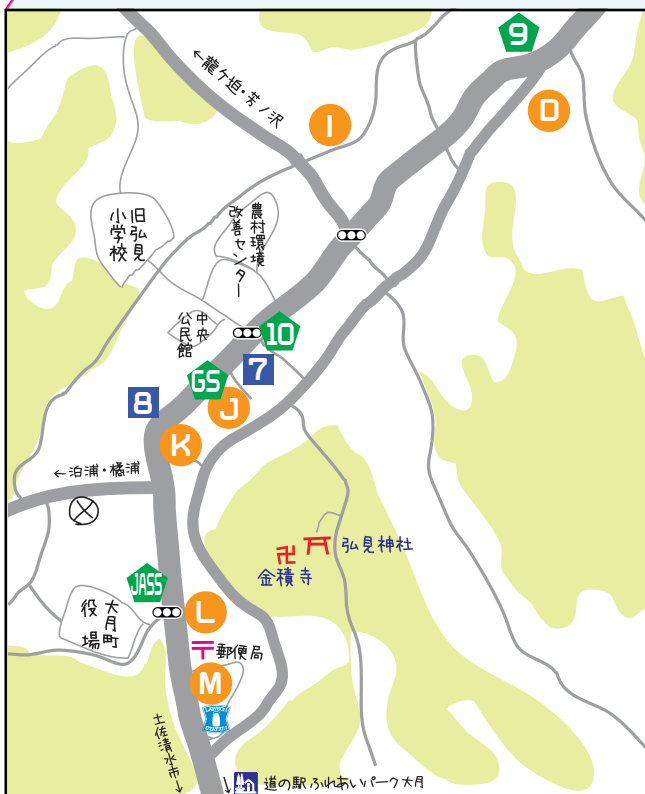 9
D
←龍ケ迫・芳ノ沢
I
旧弘見
小学校
農村環境
改善センター
中央
公民館
10
7
GS
J
8
K
←泊浦・橘浦
弘見神社
金積寺
JASS
大月町
役場
L
〒郵便局
M
LAWSON
STATION
土佐清水市→
↓道の駅ふれあいパーク大月